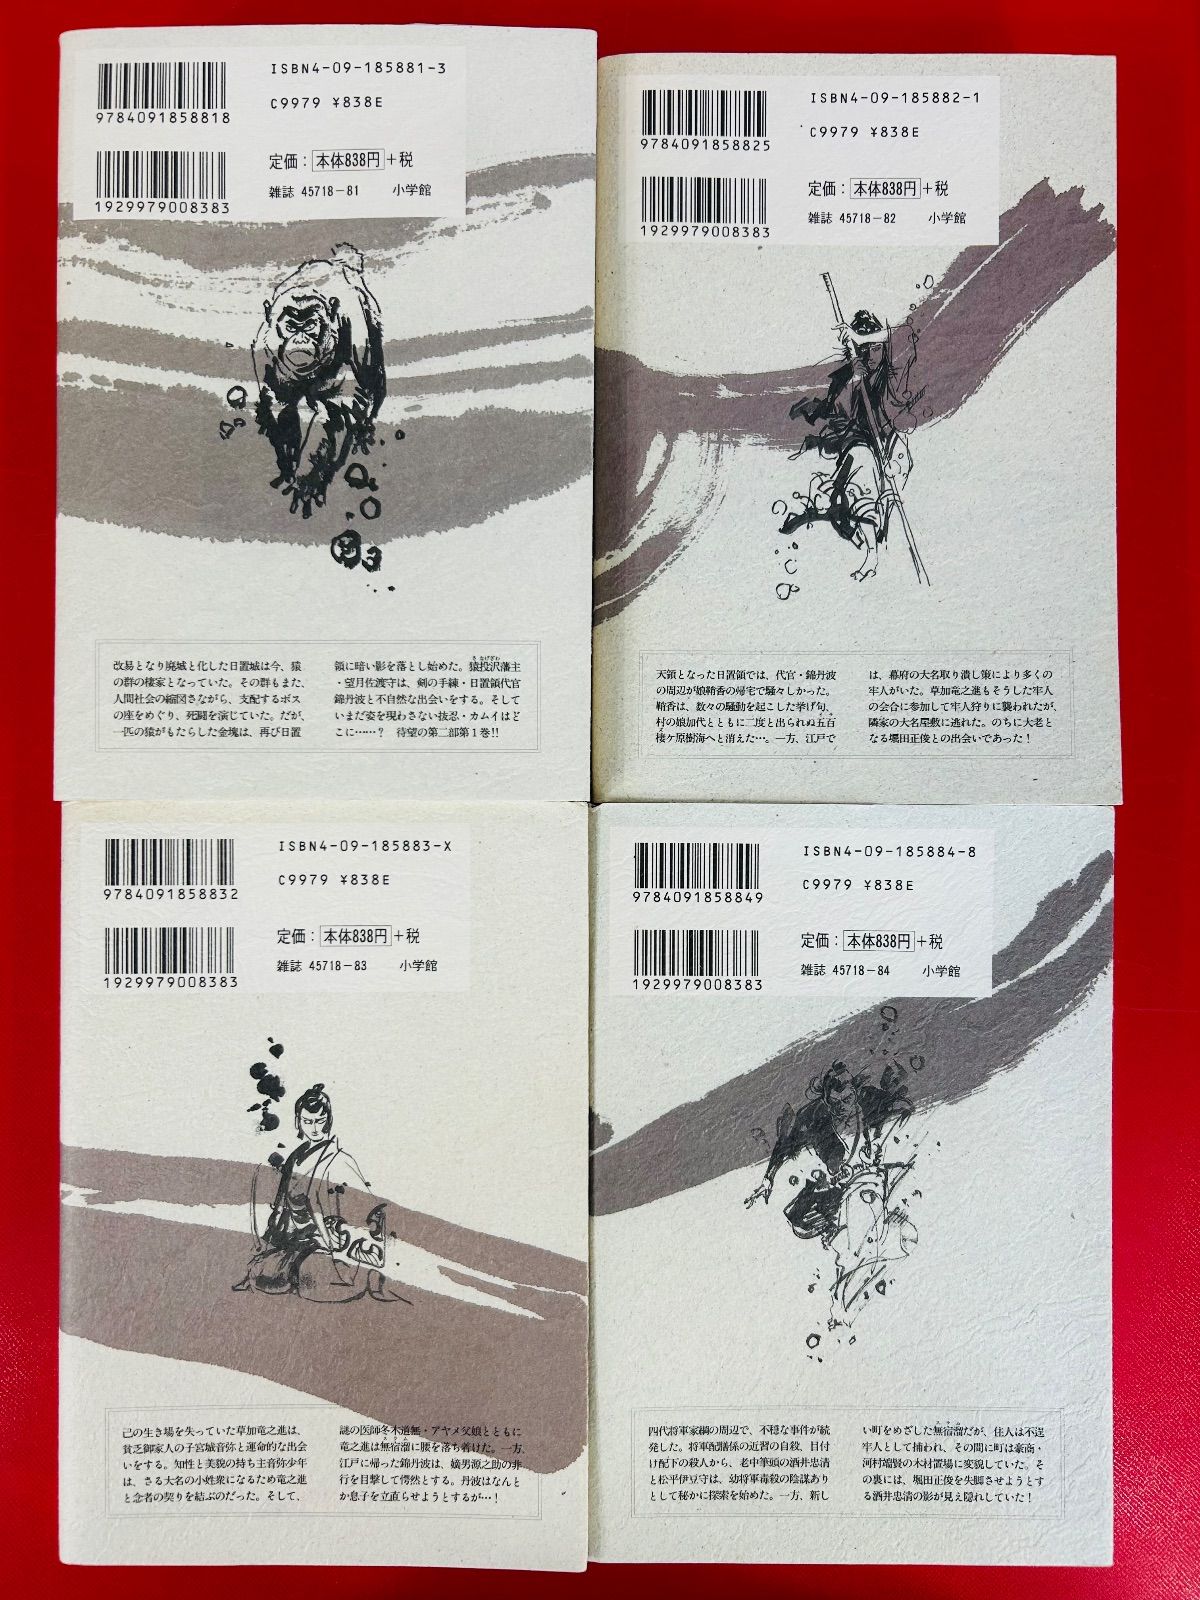 ISBN4-09-185881-3
C9979 ¥838E
9784091858818
定価：本体838円＋税
雑誌 45718－81 小学館
1929979008383
改易となり廃城と化した日置城は今、猿
の群の棲家となっていた。その群もまた、
人間社会の縮図さながら、支配するボス
の座をめぐり、死闘を演じていた。だが、
一匹の猿がもたらした金塊は、再び日置
領に暗い影を落とし始めた。猿投沢藩主
さなげざわ
・望月佐渡守は、剣の手練・日置領代官
錦丹波と不自然な出会いをする。そして
いまだ姿を現わさない抜忍・カムイはど
こに……？ 待望の第二部第１巻!!
ISBN4-09-185882-1
C9979 ¥838E
9784091858825
定価：本体838円＋税
雑誌 45718－82 小学館
1929979008383
天領となった日置領では、代官・錦丹波
の周辺が娘鞘香の帰宅で騒々しかった。
鞘香は、数々の騒動を起こした挙げ句、
村の娘加代とともに二度と出られぬ五百
棲ケ原樹海へと消えた…。一方、江戸で
は、幕府の大名取り潰し策により多くの
牢人がいた。草加竜之進もそうした牢人
の会合に参加して牢人狩りに襲われたが、
隣家の大名屋敷に逃れた。のちに大老と
なる堀田正俊との出会いであった！
ISBN4-09-185883-X
C9979 ¥838E
9784091858832
定価：本体838円＋税
雑誌 45718－83 小学館
1929979008383
己の生き場を失っていた草加竜之進は、
貧乏御家人の子宮城音弥と運命的な出会
いをする。知性と美貌の持ち主音弥少年
は、さる大名の小姓衆になるため竜之進
と念者の契りを結ぶのだった。そして、
謎の医師冬木道無・アヤメ父娘とともに
竜之進は無宿溜に腰を落ち着けた。一方、
江戸に帰った錦丹波は、嫡男源之助の非
行を目撃して愕然とする。丹波はなんと
か息子を立直らせようとするが…！
ISBN4-09-185884-8
C9979 ¥838E
9784091858849
定価：本体838円＋税
雑誌 45718－84 小学館
1929979008383
四代将軍家綱の周辺で、不穏な事件が続
発した。将軍配膳係の近習の自殺、目付
け配下の殺人から、老中筆頭の酒井忠清
と松平伊豆守は、幼将軍毒殺の陰謀あり
として秘かに探索を始めた。一方、新し
い町をめざした無宿溜だが、住人は不逞
牢人として捕われ、その間に町は豪商・
河村瑞賢の木材置場に変貌していた。そ
の裏には、堀田正俊を失脚させようとす
る酒井忠清の影が見え隠れしていた！